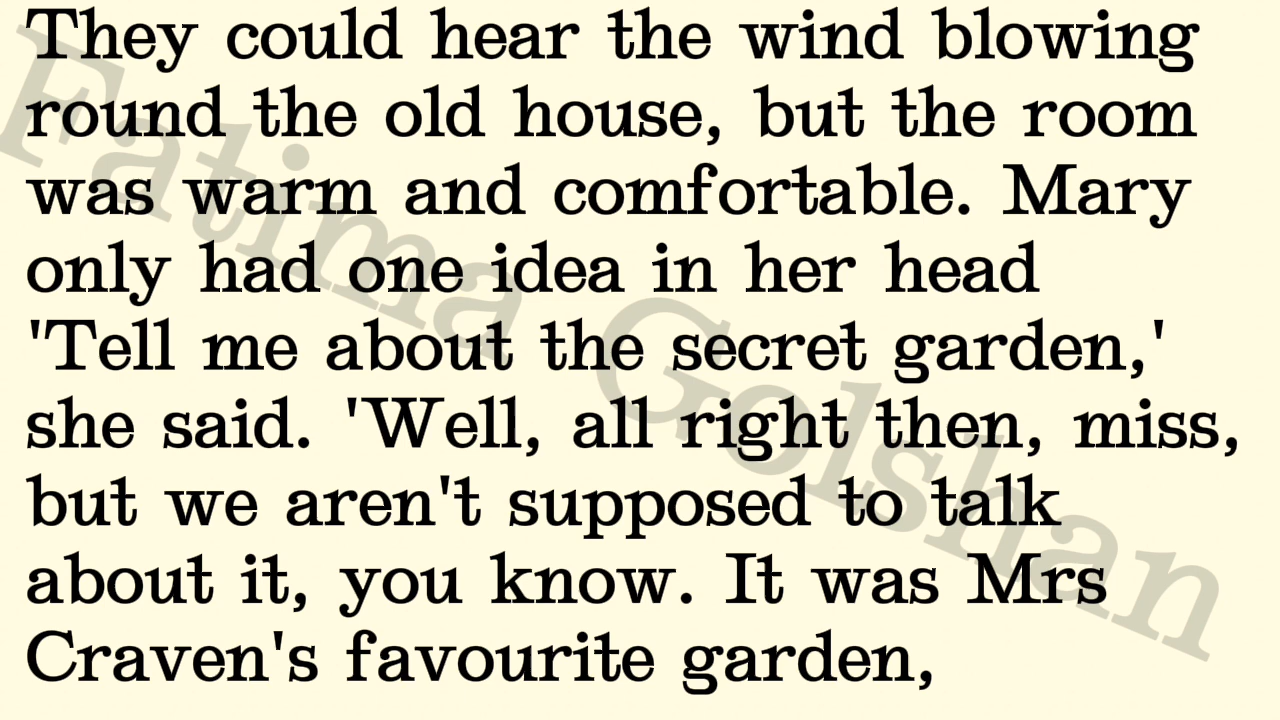 They could hear the wind blowing
round the old house, but the room
was warm and comfortable. Mary
only had one idea in her head
'Tell me about the secret garden,'
she said. 'Well, all right then, miss,
but we aren't supposed to talk
about it, you know. It was Mrs
Craven's favourite garden,
Fatima Golshan